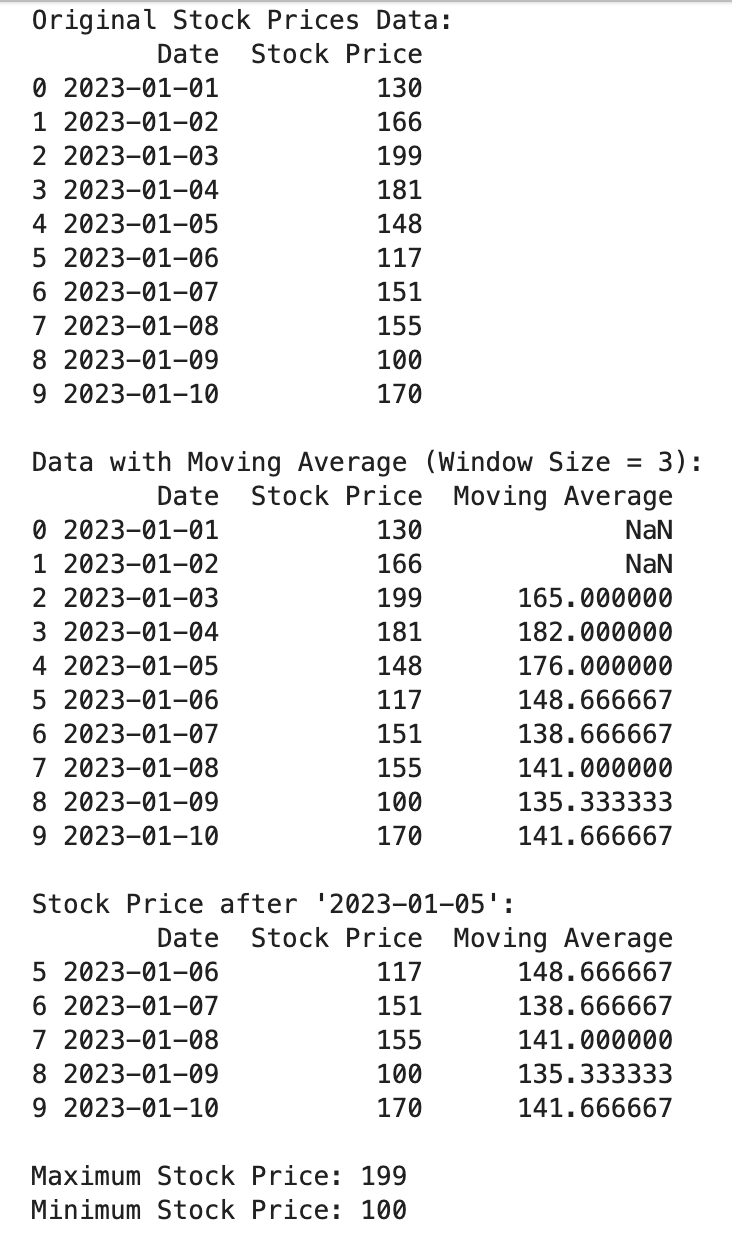 Original Stock Prices Data:
        Date  Stock Price
0 2023-01-01          130
1 2023-01-02          166
2 2023-01-03          199
3 2023-01-04          181
4 2023-01-05          148
5 2023-01-06          117
6 2023-01-07          151
7 2023-01-08          155
8 2023-01-09          100
9 2023-01-10          170

Data with Moving Average (Window Size = 3):
        Date  Stock Price  Moving Average
0 2023-01-01          130             NaN
1 2023-01-02          166             NaN
2 2023-01-03          199      165.000000
3 2023-01-04          181      182.000000
4 2023-01-05          148      176.000000
5 2023-01-06          117      148.666667
6 2023-01-07          151      138.666667
7 2023-01-08          155      141.000000
8 2023-01-09          100      135.333333
9 2023-01-10          170      141.666667

Stock Price after '2023-01-05':
        Date  Stock Price  Moving Average
5 2023-01-06          117      148.666667
6 2023-01-07          151      138.666667
7 2023-01-08          155      141.000000
8 2023-01-09          100      135.333333
9 2023-01-10          170      141.666667

Maximum Stock Price: 199
Minimum Stock Price: 100